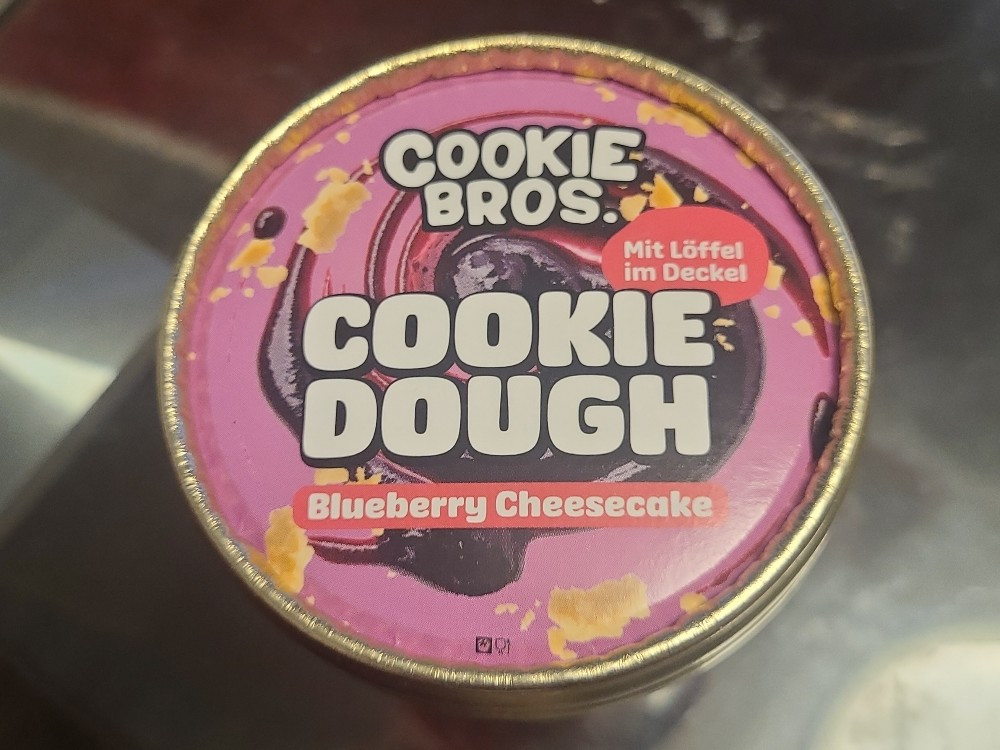 COOKIE
BROS.
Mit Löffel
im Deckel
COOKIE
DOUGH
Blueberry Cheesecake